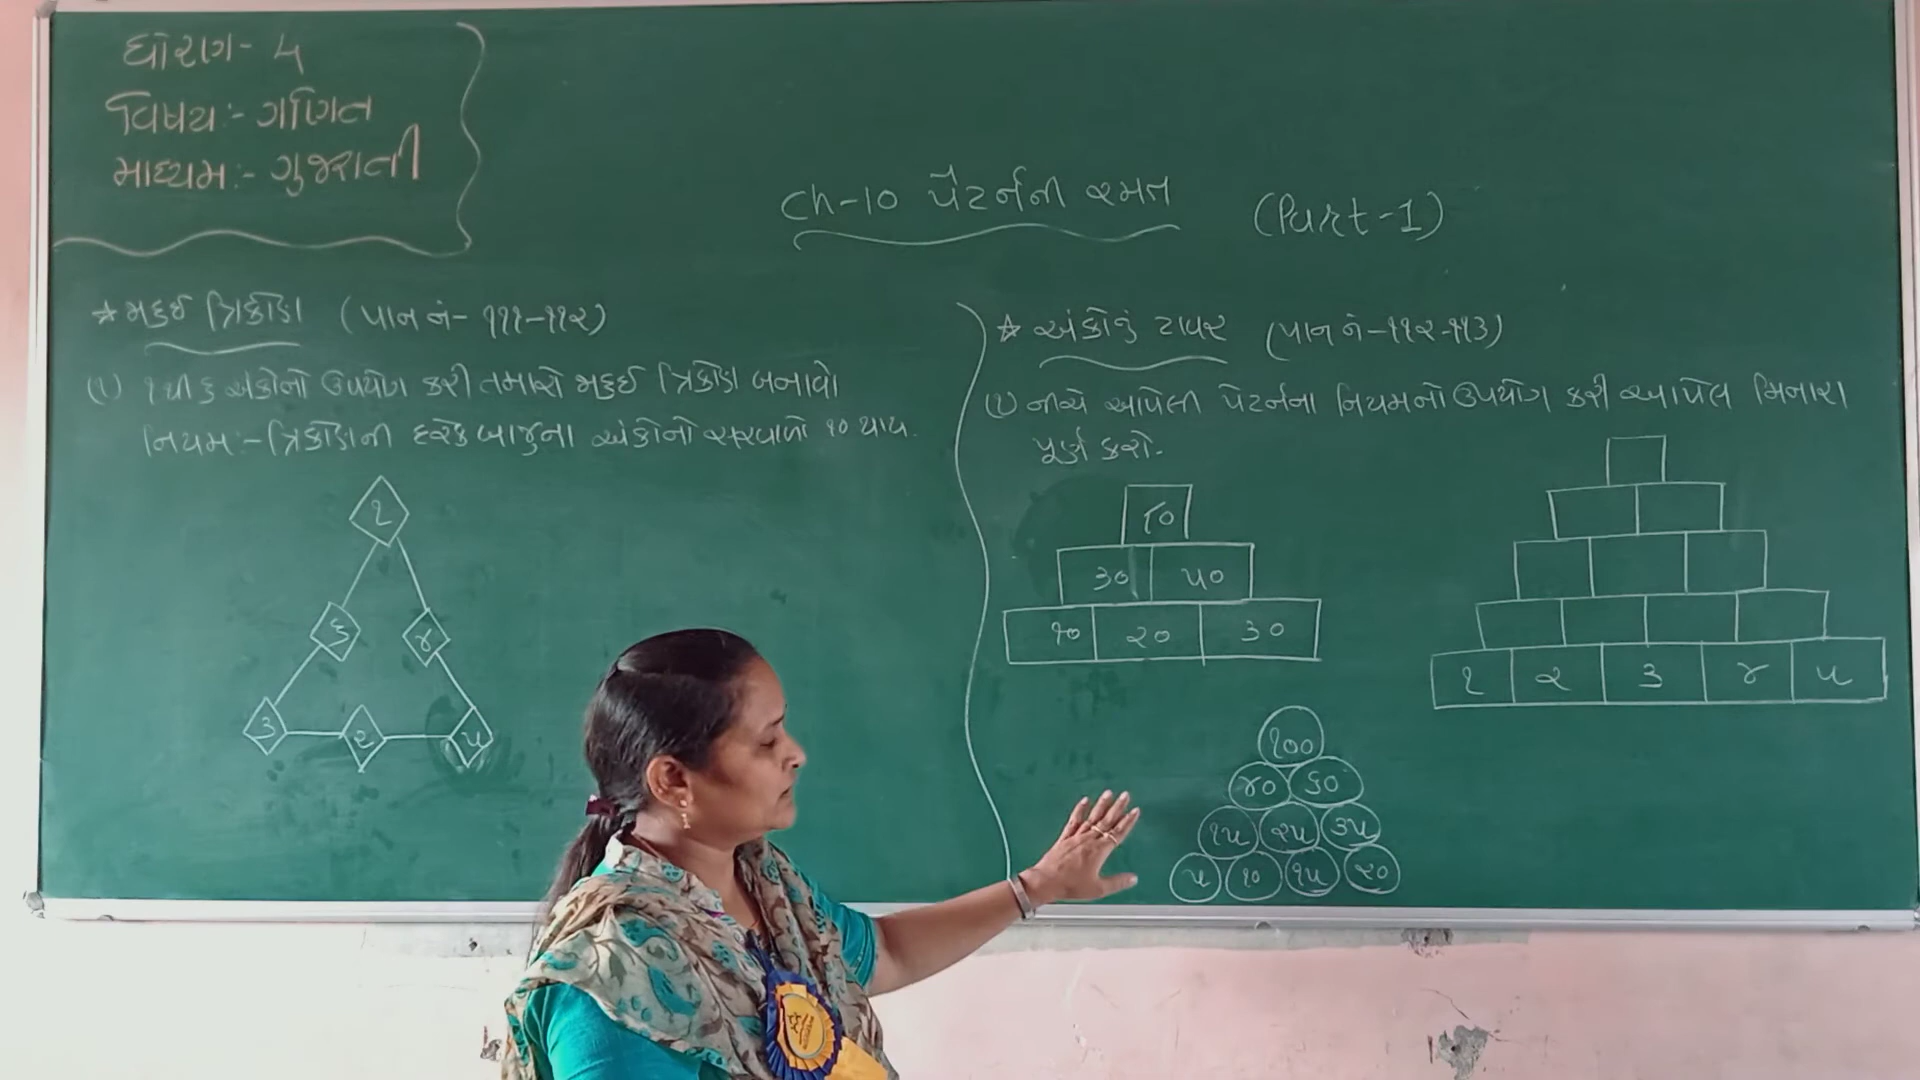 ધોરણ- ૫
વિષય:- ગણિત
માધ્યમ:- ગુજરાતી
Ch-10 પેટર્નની રમત (Part-1)
* મુકુઈ ત્રિકોણ (પાન નં- ૧૧૧-૧૧૨)
(૧) ૧ થી ૬ અંકોનો ઉપયોગ કરી તમારો મુકુઈ ત્રિકોણ બનાવો
નિયમ:- ત્રિકોણની દરેક બાજુના અંકોનો સરવાળો ૧૦ થાય.
૧
૬ ૪
૩ ૨ ૫
* અંકોનું ટાવર (પાન નં-૧૧૨-૧૧૩)
(૧) નીચે આપેલી પેટર્નના નિયમનો ઉપયોગ કરી આપેલ મિનારા
પૂર્ણ કરો.
૮૦
૩૦ ૫૦
૧૦ ૨૦ ૩૦
૧ ૨ ૩ ૪ ૫
૧૦૦
૪૦ ૬૦
૧૫ ૨૫ ૩૫
૫ ૧૦ ૧૫ ૨૦